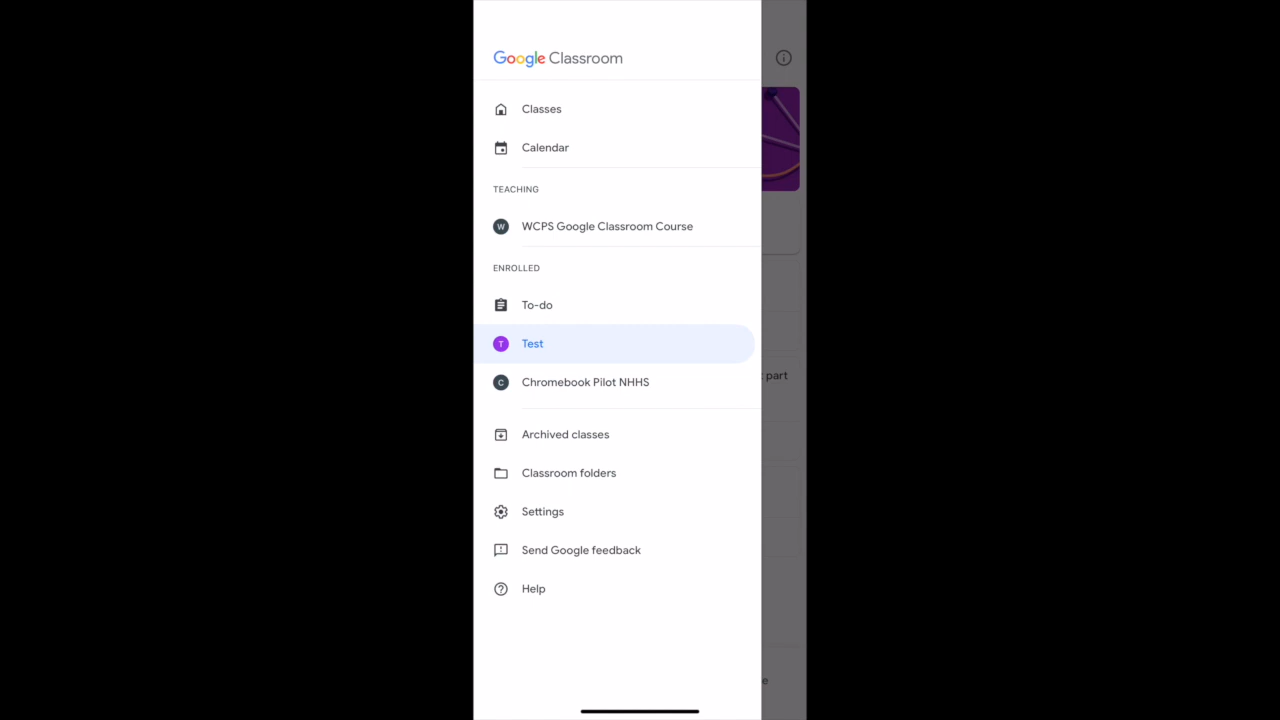 Google Classroom
Classes
Calendar
TEACHING
W WCPS Google Classroom Course
ENROLLED
To-do
T Test
C Chromebook Pilot NHHS
part
Archived classes
Classroom folders
Settings
Send Google feedback
Help
e